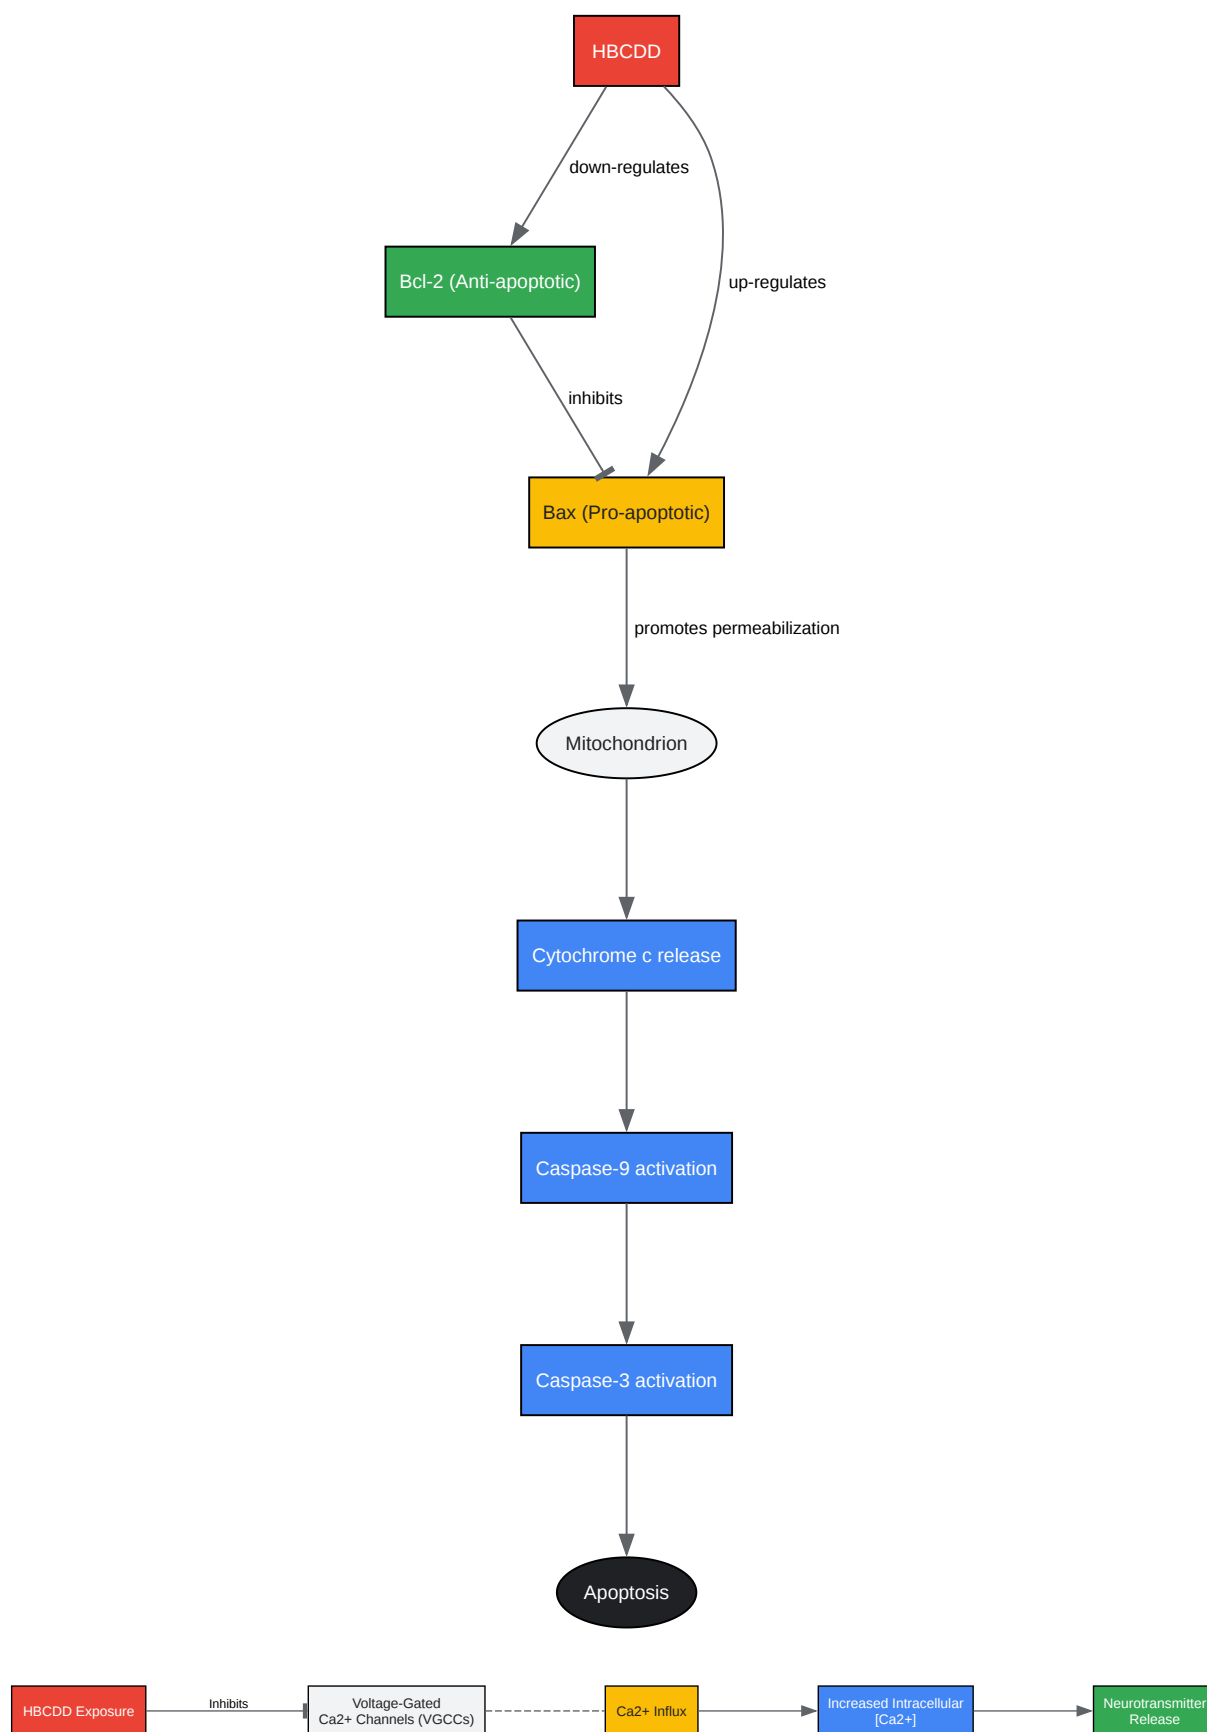 HBCDD
down-regulates
Bcl-2 (Anti-apoptotic)
up-regulates
inhibits
Bax (Pro-apoptotic)
promotes permeabilization
Mitochondrion
Cytochrome c release
Caspase-9 activation
Caspase-3 activation
Apoptosis
HBCDD Exposure
Inhibits
Voltage-Gated
Ca2+ Channels (VGCCs)
Ca2+ Influx
Increased Intracellular
[Ca2+]
Neurotransmitter
Release